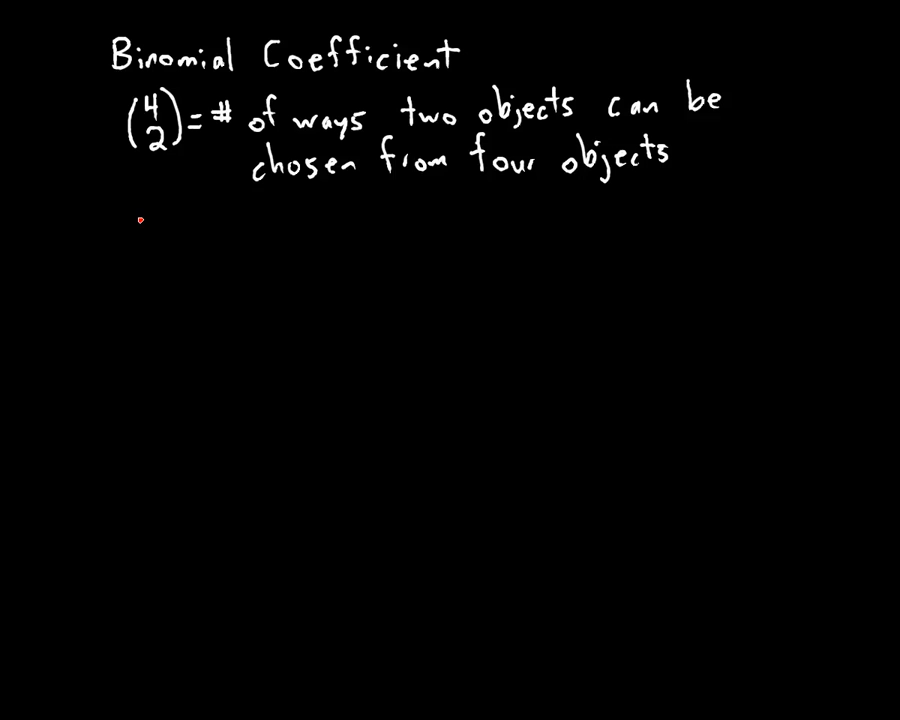 Binomial Coefficient
(4 2) = # of ways two objects can be
chosen from four objects